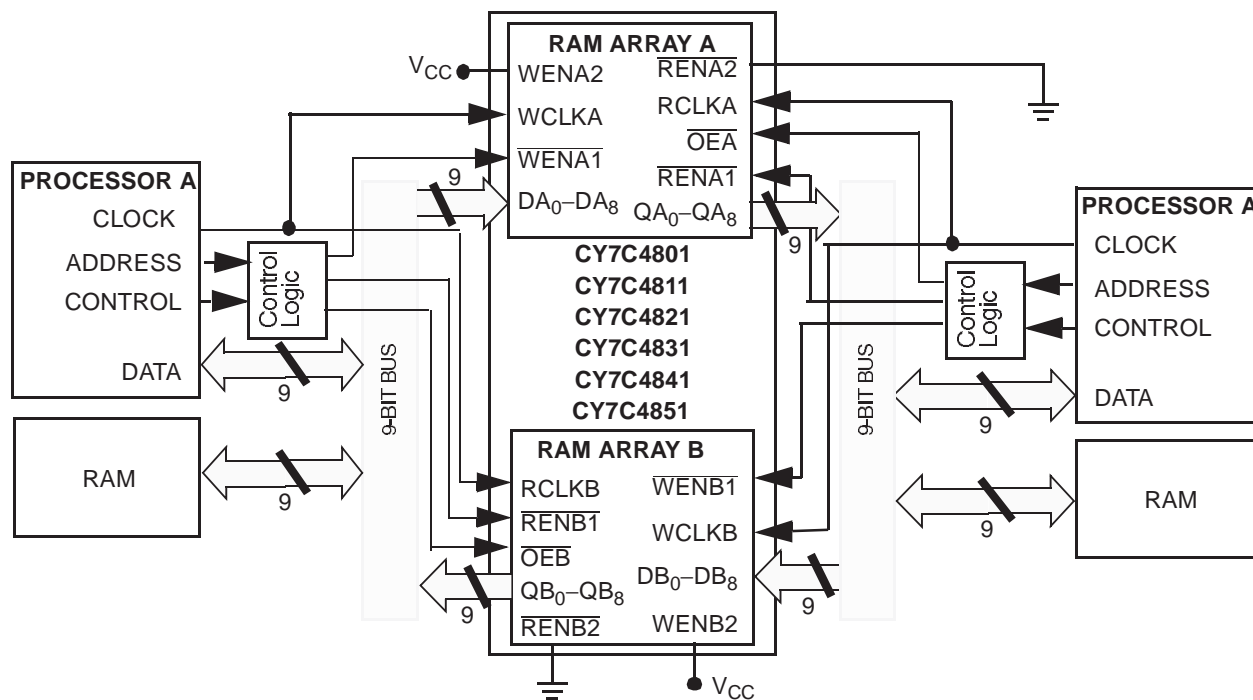 RAM ARRAY A
V_CC
WENA2
WCLKA
WENA1
DA0–DA8
RENA2
RCLKA
OEA
RENA1
QA0–QA8
9
9
PROCESSOR A
CLOCK
ADDRESS
CONTROL
DATA
Control
Logic
9
RAM
9
9-BIT BUS
CY7C4801
CY7C4811
CY7C4821
CY7C4831
CY7C4841
CY7C4851
PROCESSOR A
CLOCK
ADDRESS
CONTROL
DATA
Control
Logic
9
RAM
9
9-BIT BUS
RAM ARRAY B
RCLKB
RENB1
OEB
QB0–QB8
RENB2
WENB1
WCLKB
DB0–DB8
WENB2
9
9
V_CC